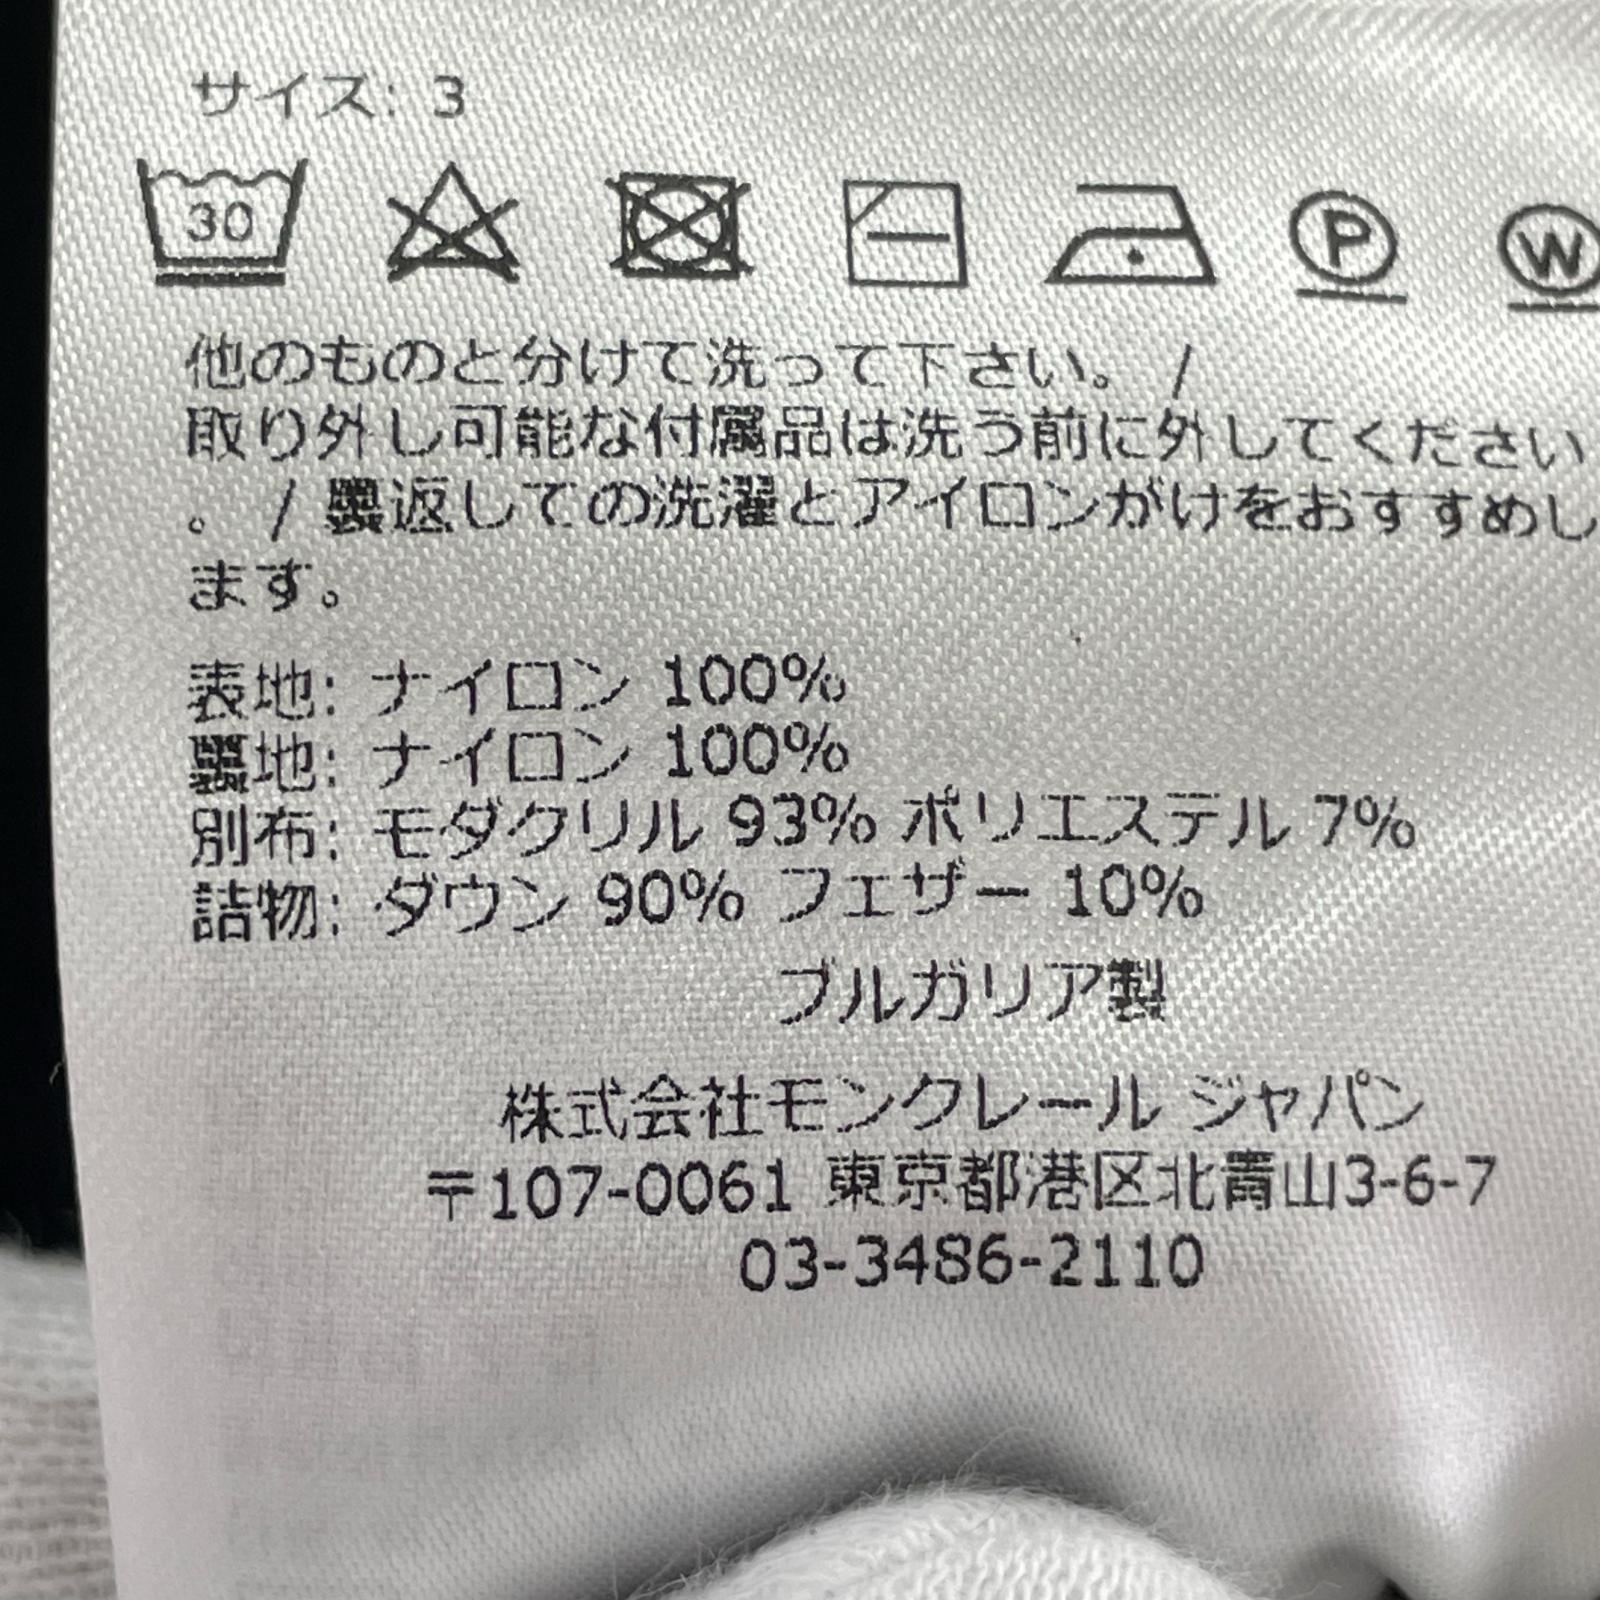 サイズ: 3
30
P W
他のものと分けて洗って下さい。 /
取り外し可能な付属品は洗う前に外してください
。 / 裏返しての洗濯とアイロンがけをおすすめし
ます。
表地: ナイロン 100%
裏地: ナイロン 100%
別布: モダクリル 93% ポリエステル 7%
詰物: ダウン 90% フェザー 10%
ブルガリア製
株式会社モンクレール ジャパン
〒107-0061 東京都港区北青山3-6-7
03-3486-2110